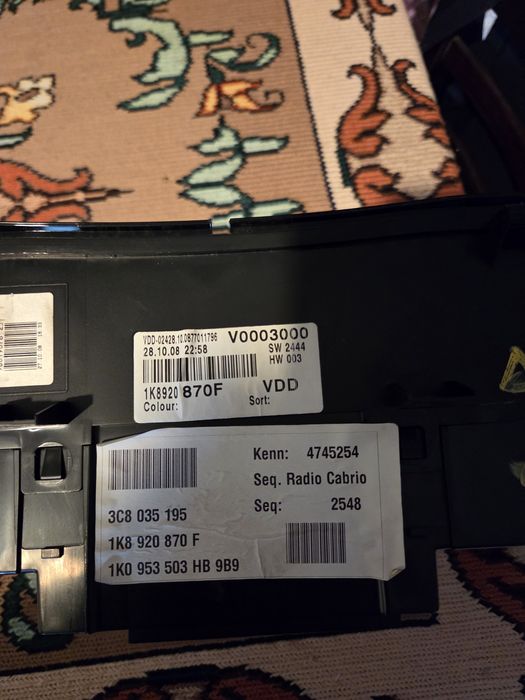 VDD-02428.10.0877011796 V0003000
28.10.08 22:58 SW 2444
HW 003
1K8920 870F VDD
Colour: Sort:
Kenn: 4745254
Seq. Radio Cabrio
3C8 035 195 Seq: 2548
1K8 920 870 F
1K0 953 503 HB 9B9